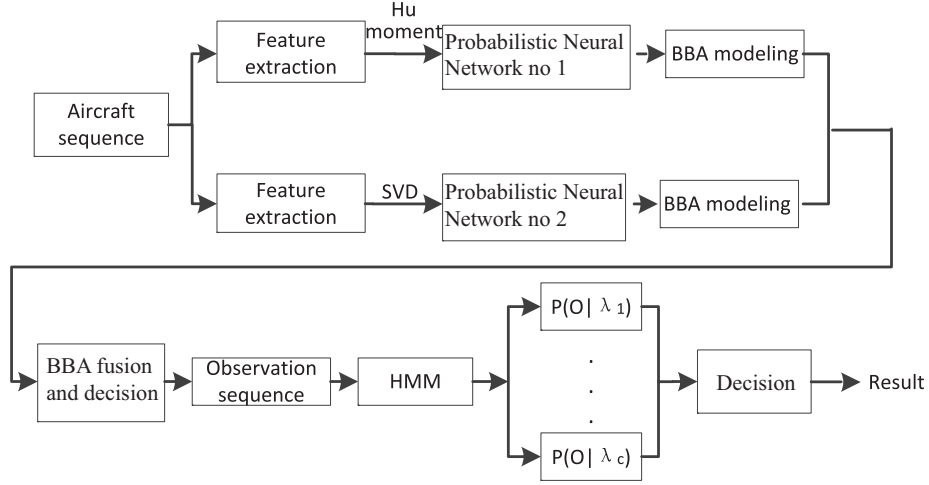 Aircraft
sequence
Feature
extraction
Hu
moment
Probabilistic Neural
Network no 1
BBA modeling
Feature
extraction
SVD
Probabilistic Neural
Network no 2
BBA modeling
BBA fusion
and decision
Observation
sequence
HMM
P(O| λ 1)
.
.
.
P(O| λ c)
Decision
Result